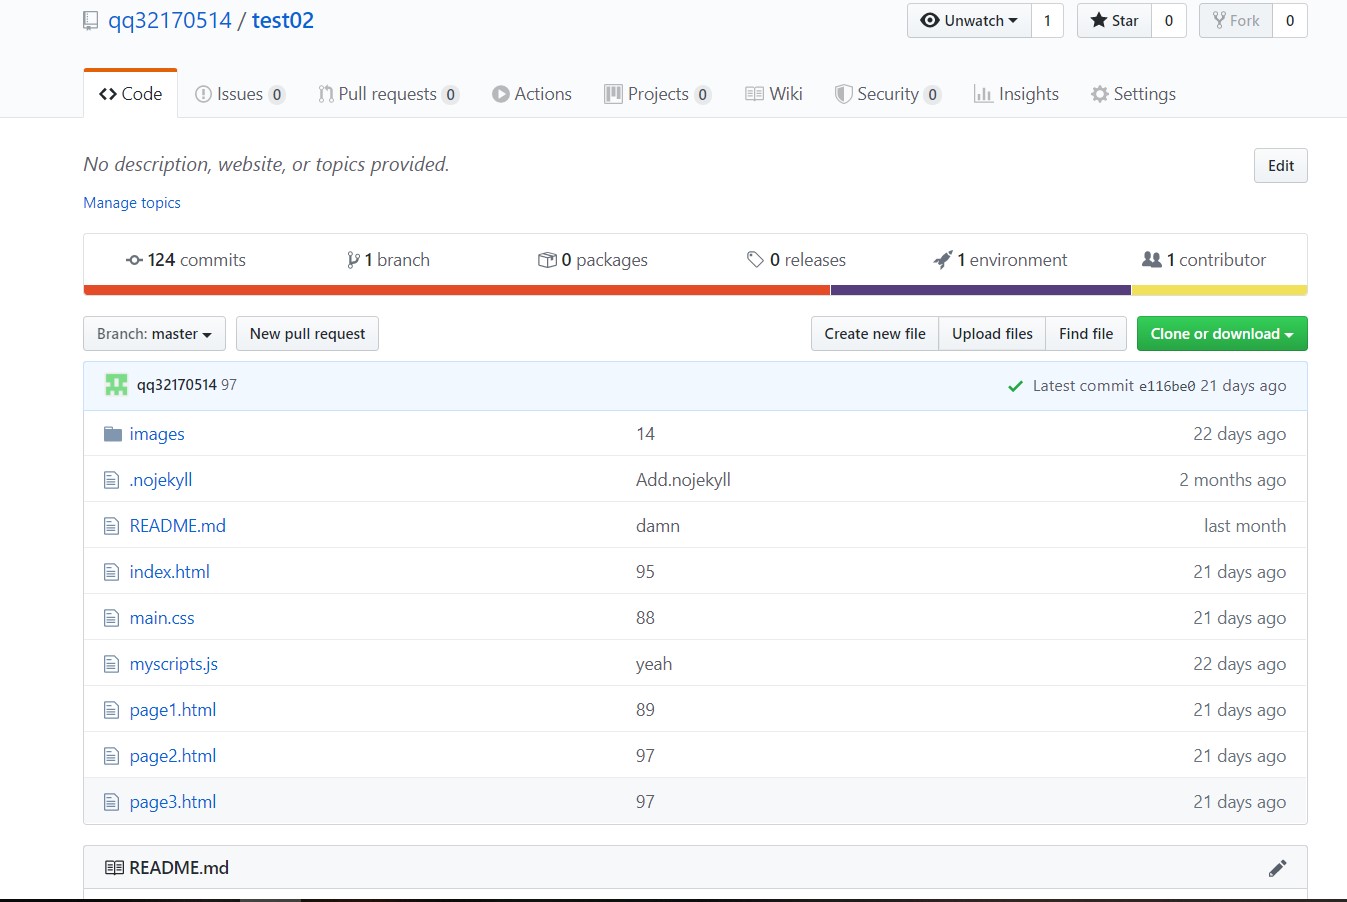 qq32170514 / test02 Unwatch 1 Star 0 Fork 0
Code Issues 0 Pull requests 0 Actions Projects 0 Wiki Security 0 Insights Settings
No description, website, or topics provided. Edit
Manage topics
124 commits 1 branch 0 packages 0 releases 1 environment 1 contributor
Branch: master New pull request Create new file Upload files Find file Clone or download
qq32170514 97 Latest commit e116be0 21 days ago
images 14 22 days ago
.nojekyll Add.nojekyll 2 months ago
README.md damn last month
index.html 95 21 days ago
main.css 88 21 days ago
myscripts.js yeah 22 days ago
page1.html 89 21 days ago
page2.html 97 21 days ago
page3.html 97 21 days ago
README.md